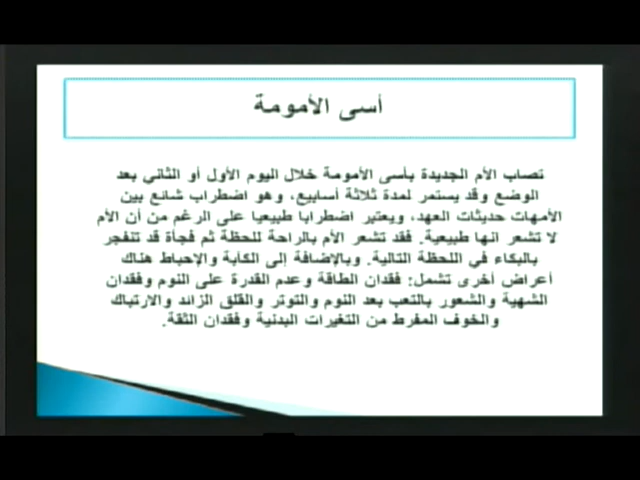 أسى الأمومة
تصاب الأم الجديدة بأسى الأمومة خلال اليوم الأول أو الثاني بعد
الوضع وقد يستمر لمدة ثلاثة أسابيع، وهو اضطراب شائع بين
الأمهات حديثات العهد، ويعتبر اضطرابا طبيعيا على الرغم من أن الأم
لا تشعر انها طبيعية. فقد تشعر الأم بالراحة للحظة ثم فجأة قد تنفجر
بالبكاء في اللحظة التالية. وبالإضافة إلى الكآبة والإحباط هناك
أعراض أخرى تشمل: فقدان الطاقة وعدم القدرة على النوم وفقدان
الشهية والشعور بالتعب بعد النوم والتوتر والقلق الزائد والارتباك
والخوف المفرط من التغيرات البدنية وفقدان الثقة.